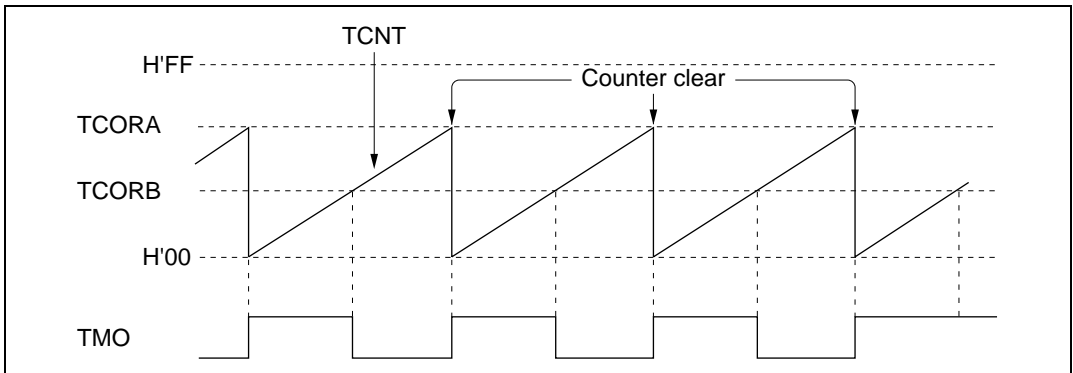 TCNT
H'FF
Counter clear
TCORA
TCORB
H'00
TMO